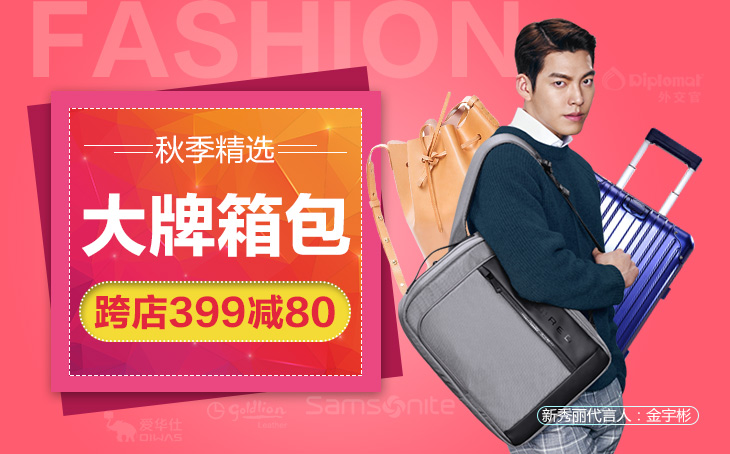 FASHION
秋季精选
大牌箱包
跨店399减80
Diplomat
外交官
RED
爱华仕
OIWAS
goldlion
Samsonite
新秀丽代言人：金宇彬